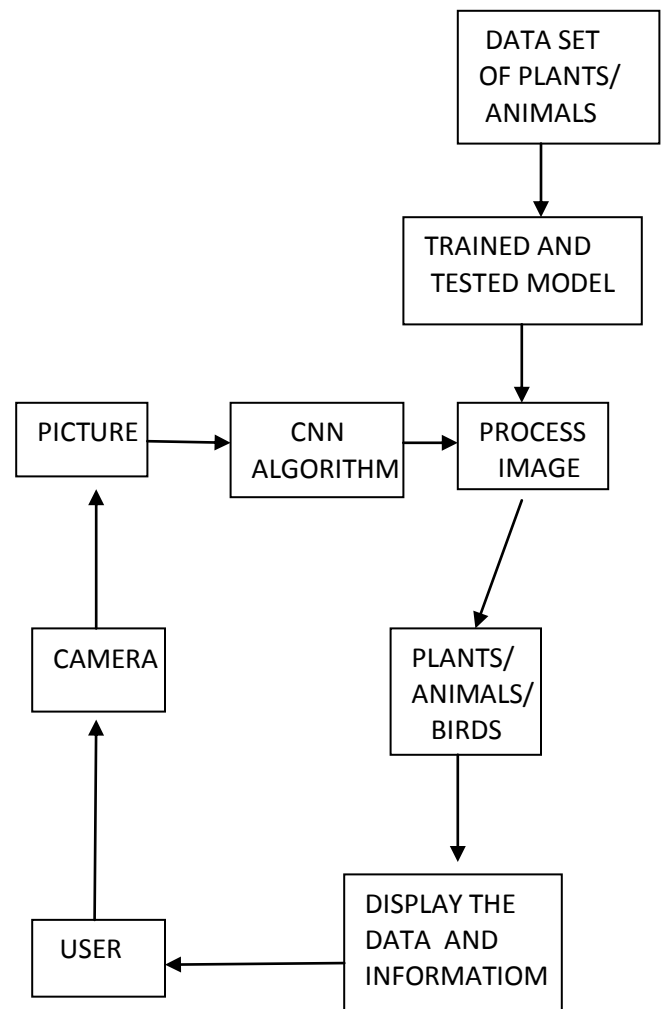 DATA SET
OF PLANTS/
ANIMALS
TRAINED AND
TESTED MODEL
PICTURE
CNN
ALGORITHM
PROCESS
IMAGE
CAMERA
PLANTS/
ANIMALS/
BIRDS
USER
DISPLAY THE
DATA AND
INFORMATIOM